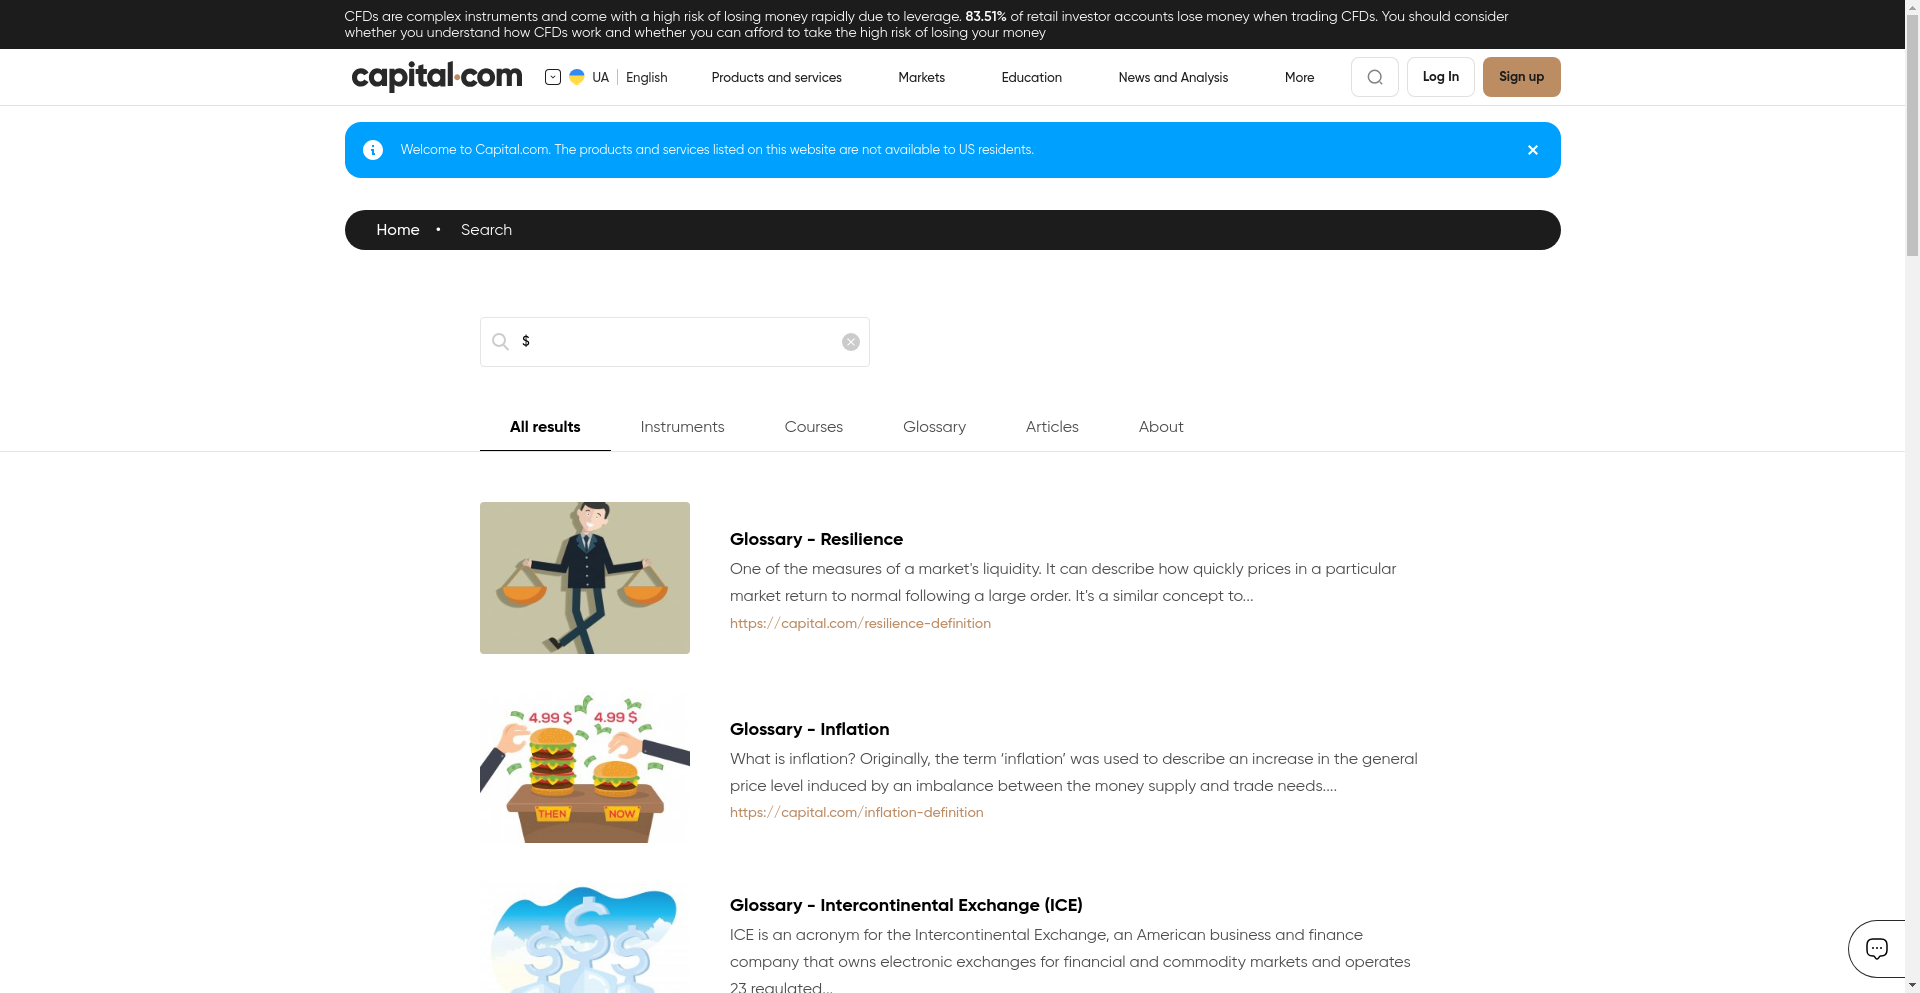 CFDs are complex instruments and come with a high risk of losing money rapidly due to leverage. 83.51% of retail investor accounts lose money when trading CFDs. You should consider
whether you understand how CFDs work and whether you can afford to take the high risk of losing your money
capital.com
UA
English
Products and services
Markets
Education
News and Analysis
More
Log In
Sign up
Welcome to Capital.com. The products and services listed on this website are not available to US residents.
Home • Search
$
All results
Instruments
Courses
Glossary
Articles
About
Glossary - Resilience
One of the measures of a market's liquidity. It can describe how quickly prices in a particular
market return to normal following a large order. It's a similar concept to...
https://capital.com/resilience-definition
4.99 $ 4.99 $
THEN NOW
Glossary - Inflation
What is inflation? Originally, the term ‘inflation’ was used to describe an increase in the general
price level induced by an imbalance between the money supply and trade needs....
https://capital.com/inflation-definition
$
$ $
Glossary - Intercontinental Exchange (ICE)
ICE is an acronym for the Intercontinental Exchange, an American business and finance
company that owns electronic exchanges for financial and commodity markets and operates
23 regulated...